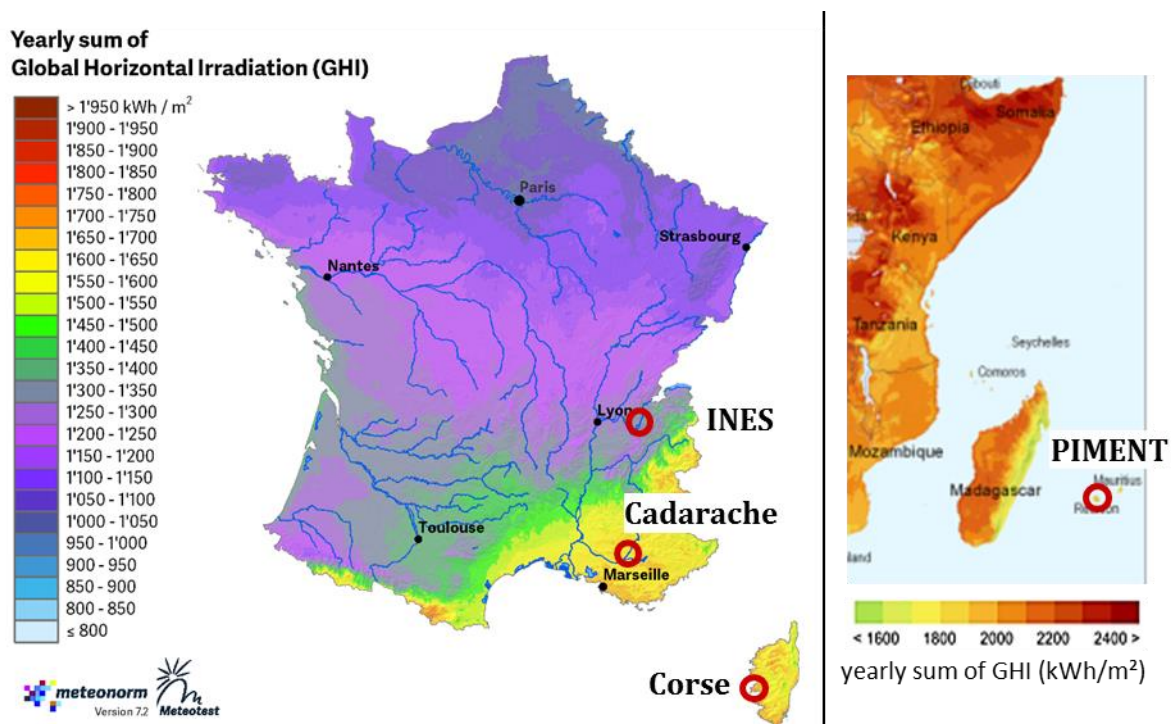 Yearly sum of
Global Horizontal Irradiation (GHI)
> 1'950 kWh / m²
1'900 - 1'950
1'850 - 1'900
1'800 - 1'850
1'750 - 1'800
1'700 - 1'750
1'650 - 1'700
1'600 - 1'650
1'550 - 1'600
1'500 - 1'550
1'450 - 1'500
1'400 - 1'450
1'350 - 1'400
1'300 - 1'350
1'250 - 1'300
1'200 - 1'250
1'150 - 1'200
1'100 - 1'150
1'050 - 1'100
1'000 - 1'050
950 - 1'000
900 - 950
850 - 900
800 - 850
≤ 800
meteonorm
Version 7.2
Meteotest
Paris
Strasbourg
Nantes
Lyon
INES
Cadarache
Toulouse
Marseille
Corse
Somalia
Ethiopia
Kenya
Tanzania
Seychelles
Comoros
Mozambique
PIMENT
Mauritius
Madagascar
< 1600 1800 2000 2200 2400 >
yearly sum of GHI (kWh/m²)